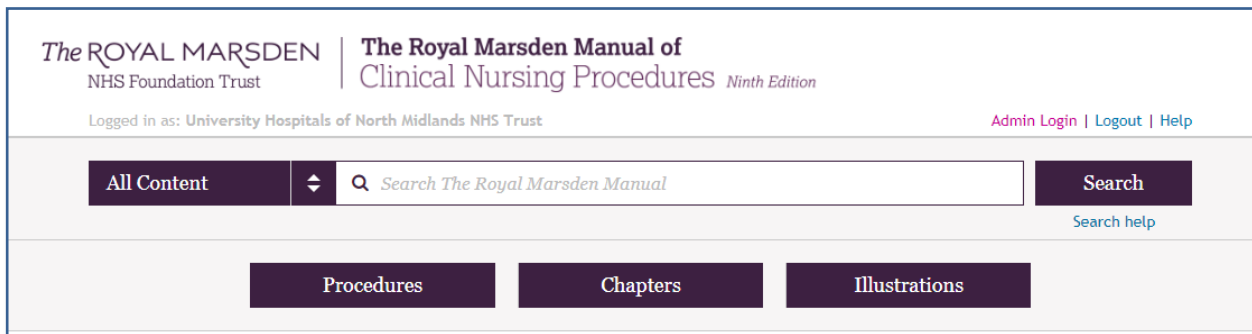 The ROYAL MARSDEN
NHS Foundation Trust
The Royal Marsden Manual of
Clinical Nursing Procedures Ninth Edition
Logged in as: University Hospitals of North Midlands NHS Trust
Admin Login | Logout | Help
All Content
Search The Royal Marsden Manual
Search
Search help
Procedures
Chapters
Illustrations